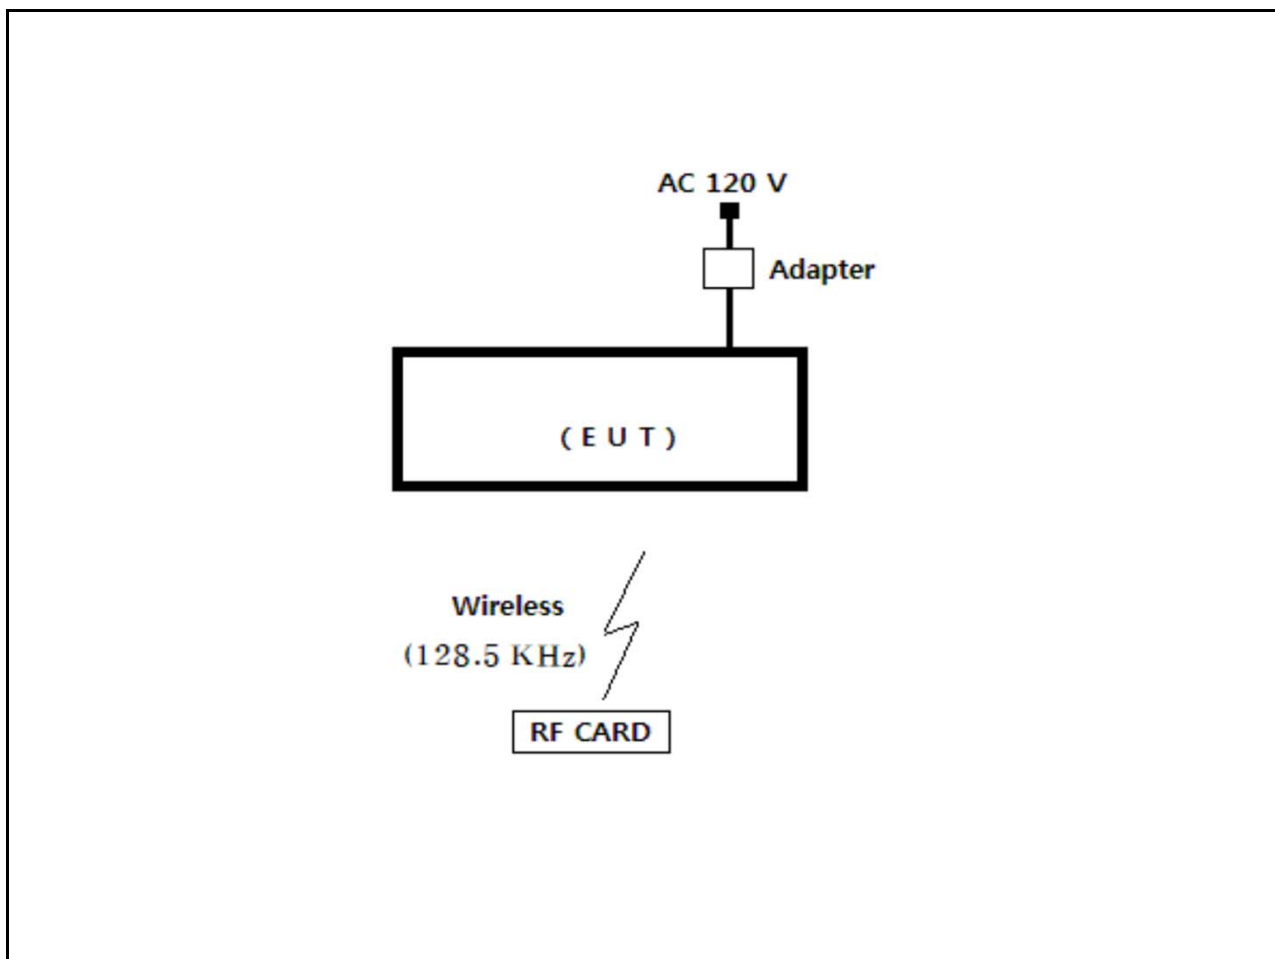 AC 120 V
Adapter
( E U T )
Wireless
(128.5 KHz)
RF CARD